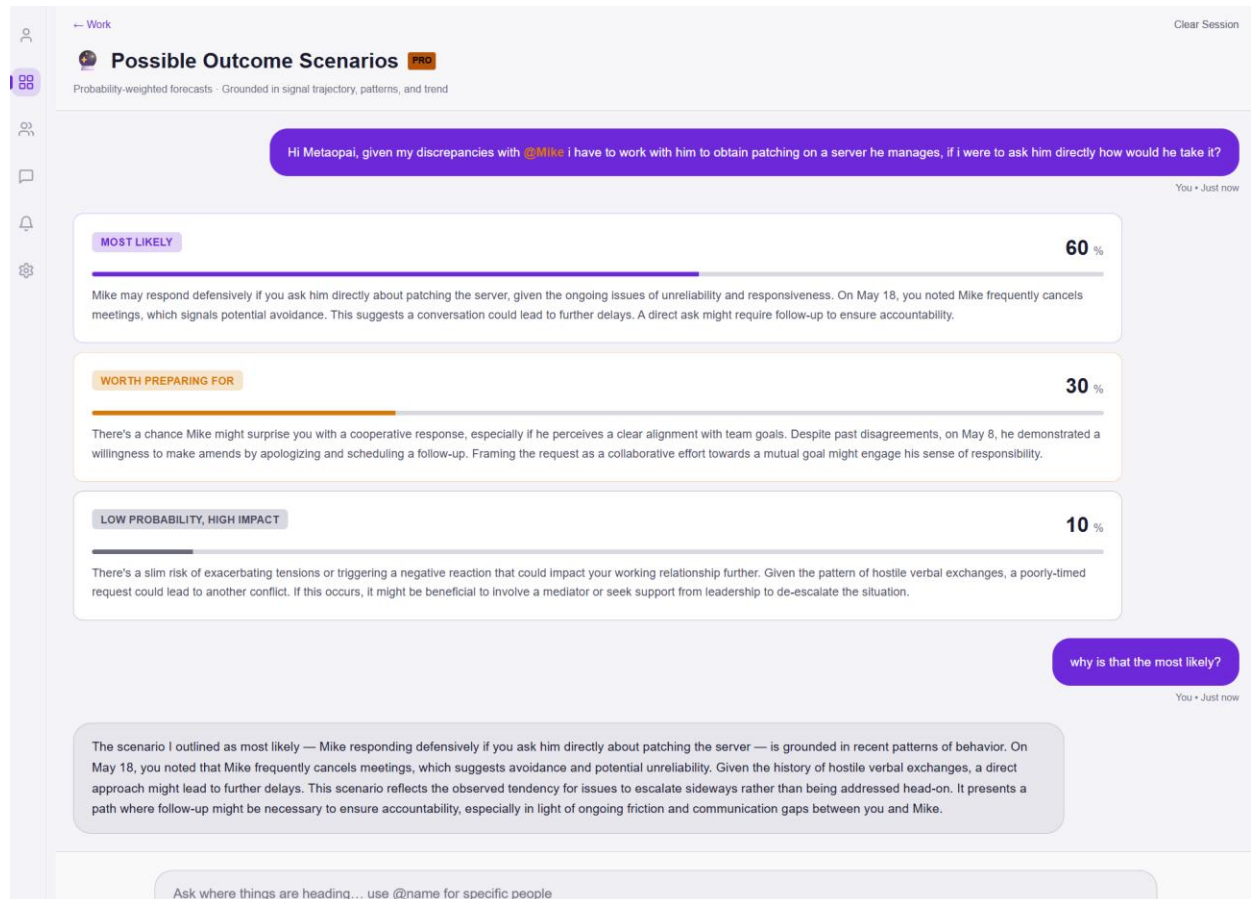 ← Work
Clear Session
Possible Outcome Scenarios PRO
Probability-weighted forecasts · Grounded in signal trajectory, patterns, and trend
Hi Metaopai, given my discrepancies with @Mike i have to work with him to obtain patching on a server he manages, if i were to ask him directly how would he take it?
You • Just now
MOST LIKELY
60 %
Mike may respond defensively if you ask him directly about patching the server, given the ongoing issues of unreliability and responsiveness. On May 18, you noted Mike frequently cancels
meetings, which signals potential avoidance. This suggests a conversation could lead to further delays. A direct ask might require follow-up to ensure accountability.
WORTH PREPARING FOR
30 %
There's a chance Mike might surprise you with a cooperative response, especially if he perceives a clear alignment with team goals. Despite past disagreements, on May 8, he demonstrated a
willingness to make amends by apologizing and scheduling a follow-up. Framing the request as a collaborative effort towards a mutual goal might engage his sense of responsibility.
LOW PROBABILITY, HIGH IMPACT
10 %
There's a slim risk of exacerbating tensions or triggering a negative reaction that could impact your working relationship further. Given the pattern of hostile verbal exchanges, a poorly-timed
request could lead to another conflict. If this occurs, it might be beneficial to involve a mediator or seek support from leadership to de-escalate the situation.
why is that the most likely?
You • Just now
The scenario I outlined as most likely — Mike responding defensively if you ask him directly about patching the server — is grounded in recent patterns of behavior. On
May 18, you noted that Mike frequently cancels meetings, which suggests avoidance and potential unreliability. Given the history of hostile verbal exchanges, a direct
approach might lead to further delays. This scenario reflects the observed tendency for issues to escalate sideways rather than being addressed head-on. It presents a
path where follow-up might be necessary to ensure accountability, especially in light of ongoing friction and communication gaps between you and Mike.
Ask where things are heading… use @name for specific people